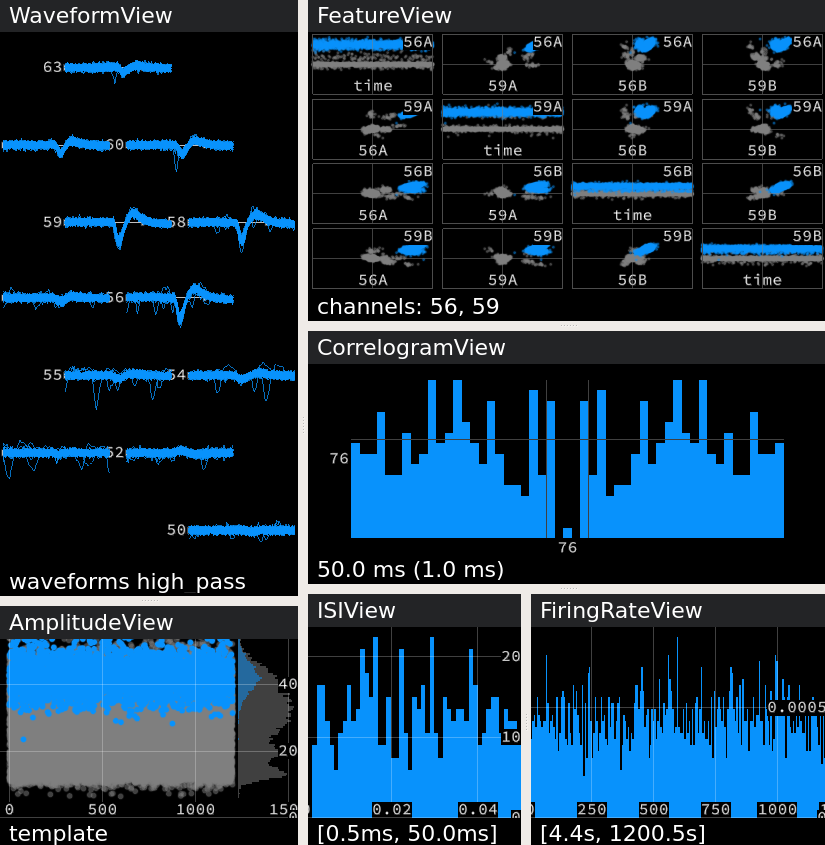 WaveformView
63
60
59 58
56
55 54
52
50
waveforms high_pass
FeatureView
56A 56A 56A 56A
time 59A 56B 59B
59A 59A 59A 59A
56A time 56B 59B
56B 56B 56B 56B
56A 59A time 59B
59B 59B 59B 59B
56A 59A 56B time
channels: 56, 59
CorrelogramView
76
76
50.0 ms (1.0 ms)
AmplitudeView
40
20
0 500 1000
template
ISIView
20
10
0.02 0.04
[0.5ms, 50.0ms]
FiringRateView
0.0005
250 500 750 1000
[4.4s, 1200.5s]